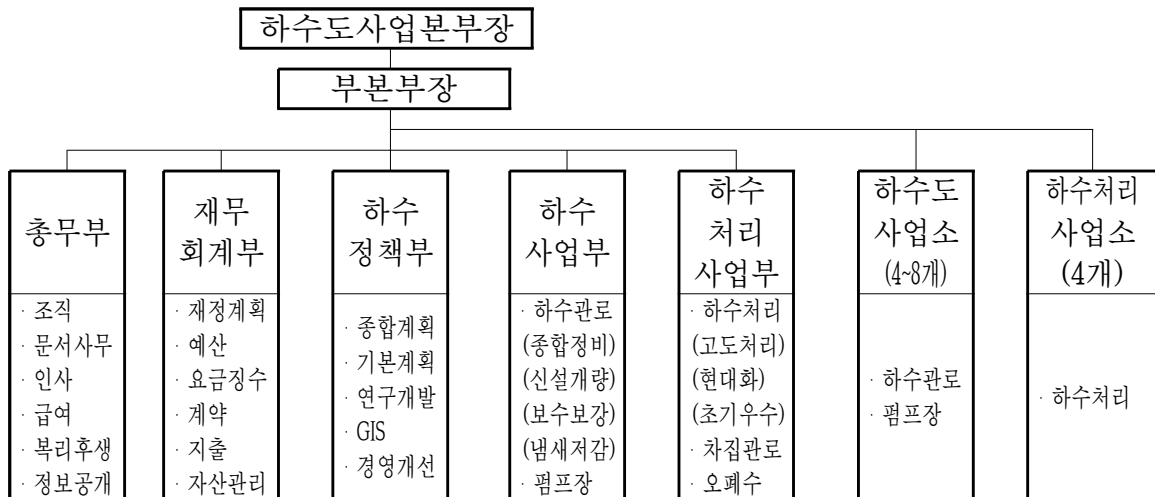 하수도사업본부장
부본부장
총무부
· 조직
· 문서사무
· 인사
· 급여
· 복리후생
· 정보공개
재무
회계부
· 재정계획
· 예산
· 요금징수
· 계약
· 지출
· 자산관리
하수
정책부
· 종합계획
· 기본계획
· 연구개발
· GIS
· 경영개선
하수
사업부
· 하수관로
(종합정비)
(신설개량)
(보수보강)
(냄새저감)
· 펌프장
하수
처리
사업부
· 하수처리
(고도처리)
(현대화)
(초기우수)
· 차집관로
· 오폐수
하수도
사업소
(4~8개)
· 하수관로
· 펌프장
하수처리
사업소
(4개)
· 하수처리